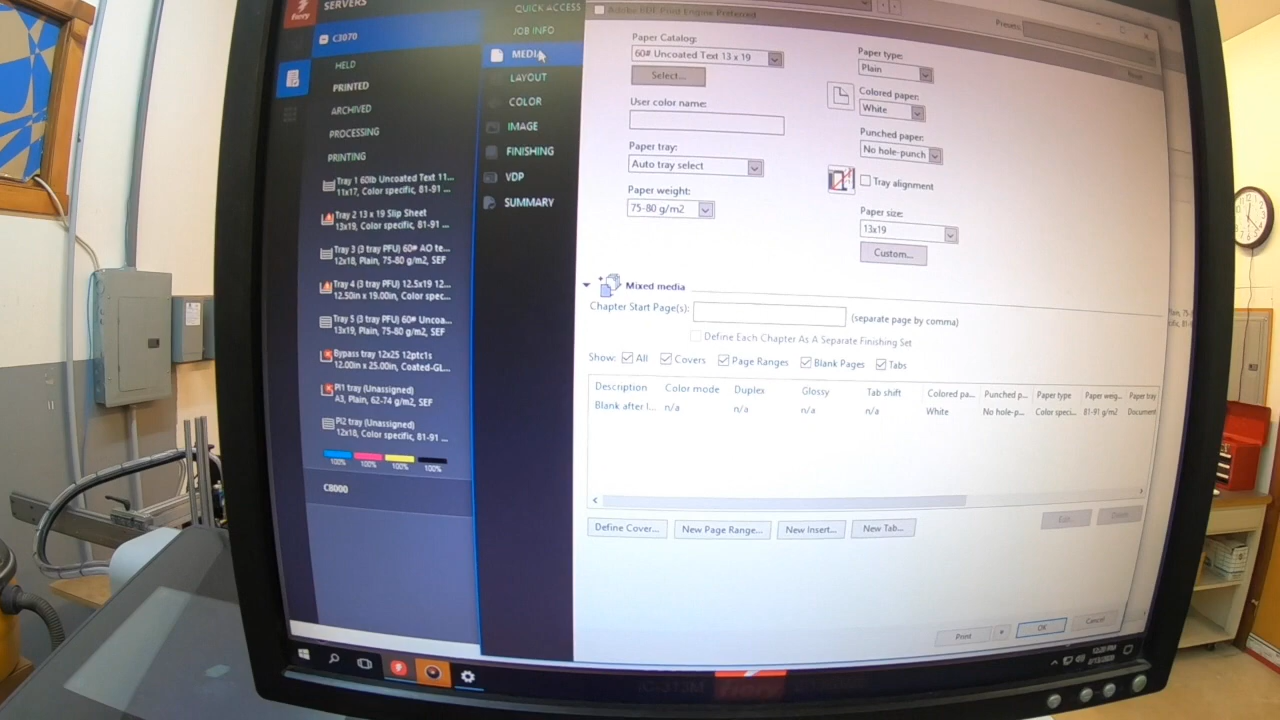 SERVERS
C3070
HELD
PRINTED
ARCHIVED
PROCESSING
PRINTING
Tray 1 60lb Uncoated Text 11...
11x17, Color specific, 81-91 ...
Tray 2 13 x 19 Slip Sheet
13x19, Color specific, 81-91 ...
Tray 3 (3 tray PFU) 60# AO te...
12x18, Plain, 75-80 g/m2, SEF
Tray 4 (3 tray PFU) 12.5x19 12...
12.50in x 19.00in, Color spec...
Tray 5 (3 tray PFU) 60# Uncoa...
13x19, Plain, 75-80 g/m2, SEF
Bypass tray 12x25 12ptc1s
12.00in x 25.00in, Coated-GL...
PI1 tray (Unassigned)
A3, Plain, 62-74 g/m2, SEF
PI2 tray (Unassigned)
12x18, Color specific, 81-91 ...
100% 100% 100% 100%
C8000
QUICK ACCESS
JOB INFO
MEDIA
LAYOUT
COLOR
IMAGE
FINISHING
VDP
SUMMARY
Presets:
Paper Catalog:
60# Uncoated Text 13 x 19
Select...
User color name:
Paper tray:
Auto tray select
Paper weight:
75-80 g/m2
Paper type:
Plain
Colored paper:
White
Punched paper:
No hole-punch
Tray alignment
Paper size:
13x19
Custom...
Mixed media
Chapter Start Page(s): (separate page by comma)
Define Each Chapter As A Separate Finishing Set
Show: All Covers Page Ranges Blank Pages Tabs
Description Color mode Duplex Glossy Tab shift Colored pa... Punched p... Paper type Paper weig... Paper tray
Blank after I... n/a n/a n/a n/a White No hole-p... Color speci... 81-91 g/m2 Document
Define Cover... New Page Range... New Insert... New Tab...
Edit...
Print OK Cancel
12:20 PM